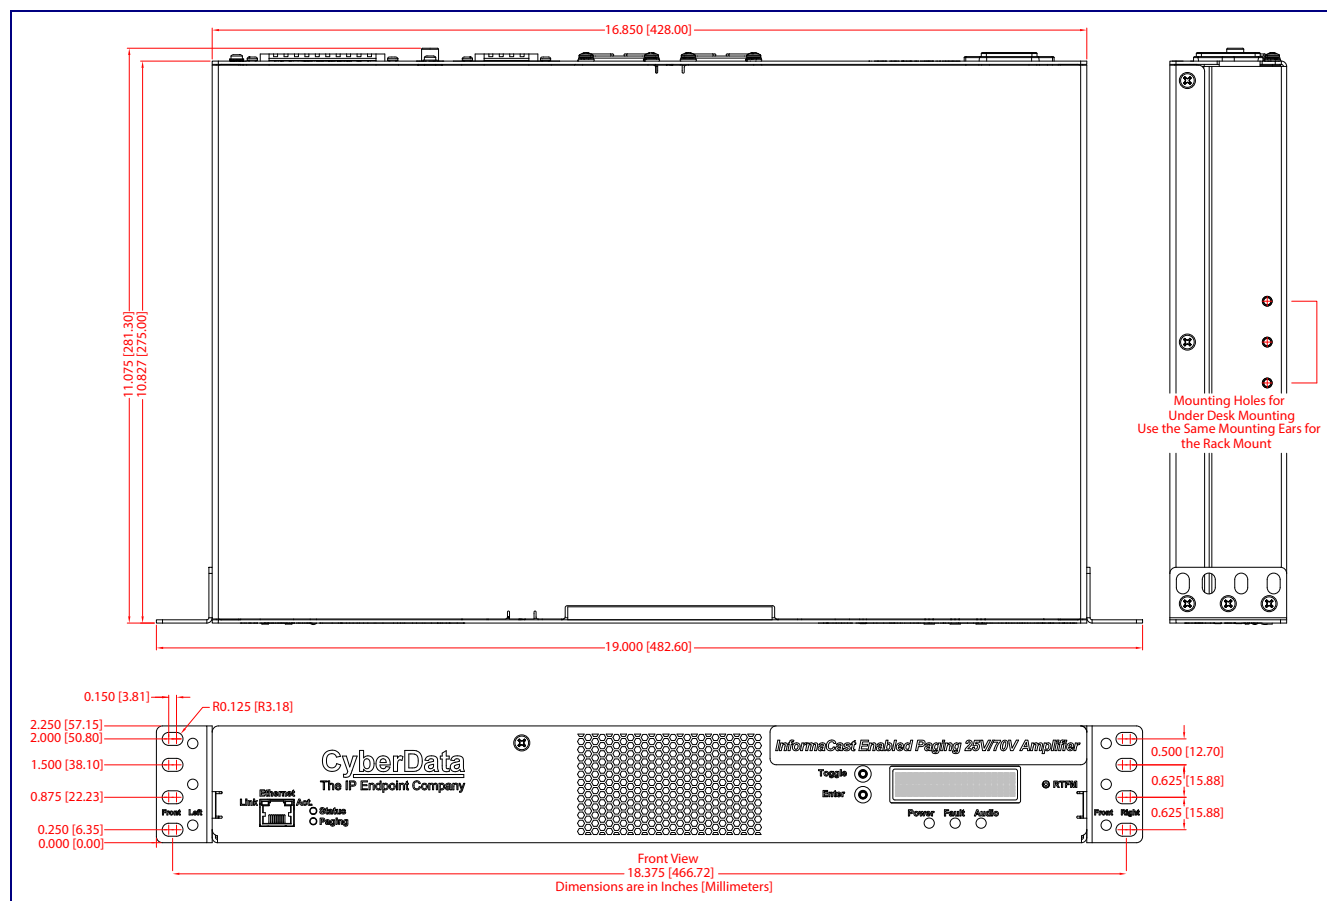 16.850 [428.00]
11.075 [281.30]
10.827 [275.00]
Mounting Holes for
Under Desk Mounting
Use the Same Mounting Ears for
the Rack Mount
19.000 [482.60]
0.150 [3.81]
R0.125 [R3.18]
2.250 [57.15]
2.000 [50.80]
1.500 [38.10]
0.875 [22.23]
0.250 [6.35]
0.000 [0.00]
Front Left
CyberData
The IP Endpoint Company
Ethernet
Link Act.
Status
Paging
InformaCast Enabled Paging 25V/70V Amplifier
Toggle
Enter
RTFM
Power Fault Audio
Front Right
0.500 [12.70]
0.625 [15.88]
0.625 [15.88]
Front View
18.375 [466.72]
Dimensions are in Inches [Millimeters]